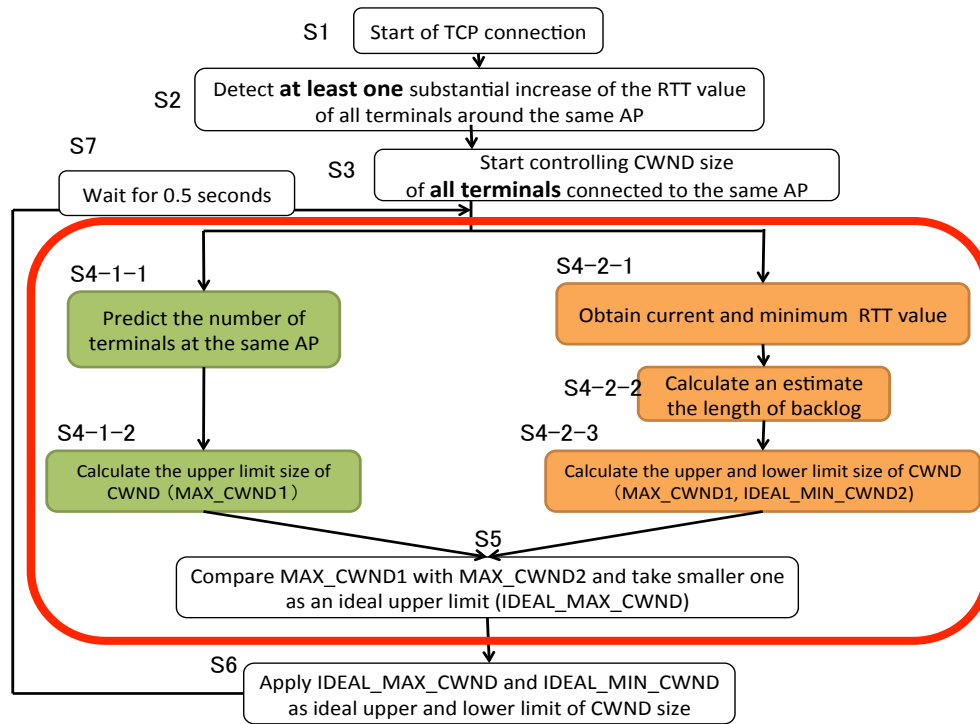 S1
Start of TCP connection
S2
Detect at least one substantial increase of the RTT value
of all terminals around the same AP
S7
S3
Start controlling CWND size
of all terminals connected to the same AP
Wait for 0.5 seconds
S4-1-1
Predict the number of
terminals at the same AP
S4-1-2
Calculate the upper limit size of
CWND (MAX_CWND1)
S4-2-1
Obtain current and minimum RTT value
S4-2-2
Calculate an estimate
the length of backlog
S4-2-3
Calculate the upper and lower limit size of CWND
(MAX_CWND1, IDEAL_MIN_CWND2)
S5
Compare MAX_CWND1 with MAX_CWND2 and take smaller one
as an ideal upper limit (IDEAL_MAX_CWND)
S6
Apply IDEAL_MAX_CWND and IDEAL_MIN_CWND
as ideal upper and lower limit of CWND size